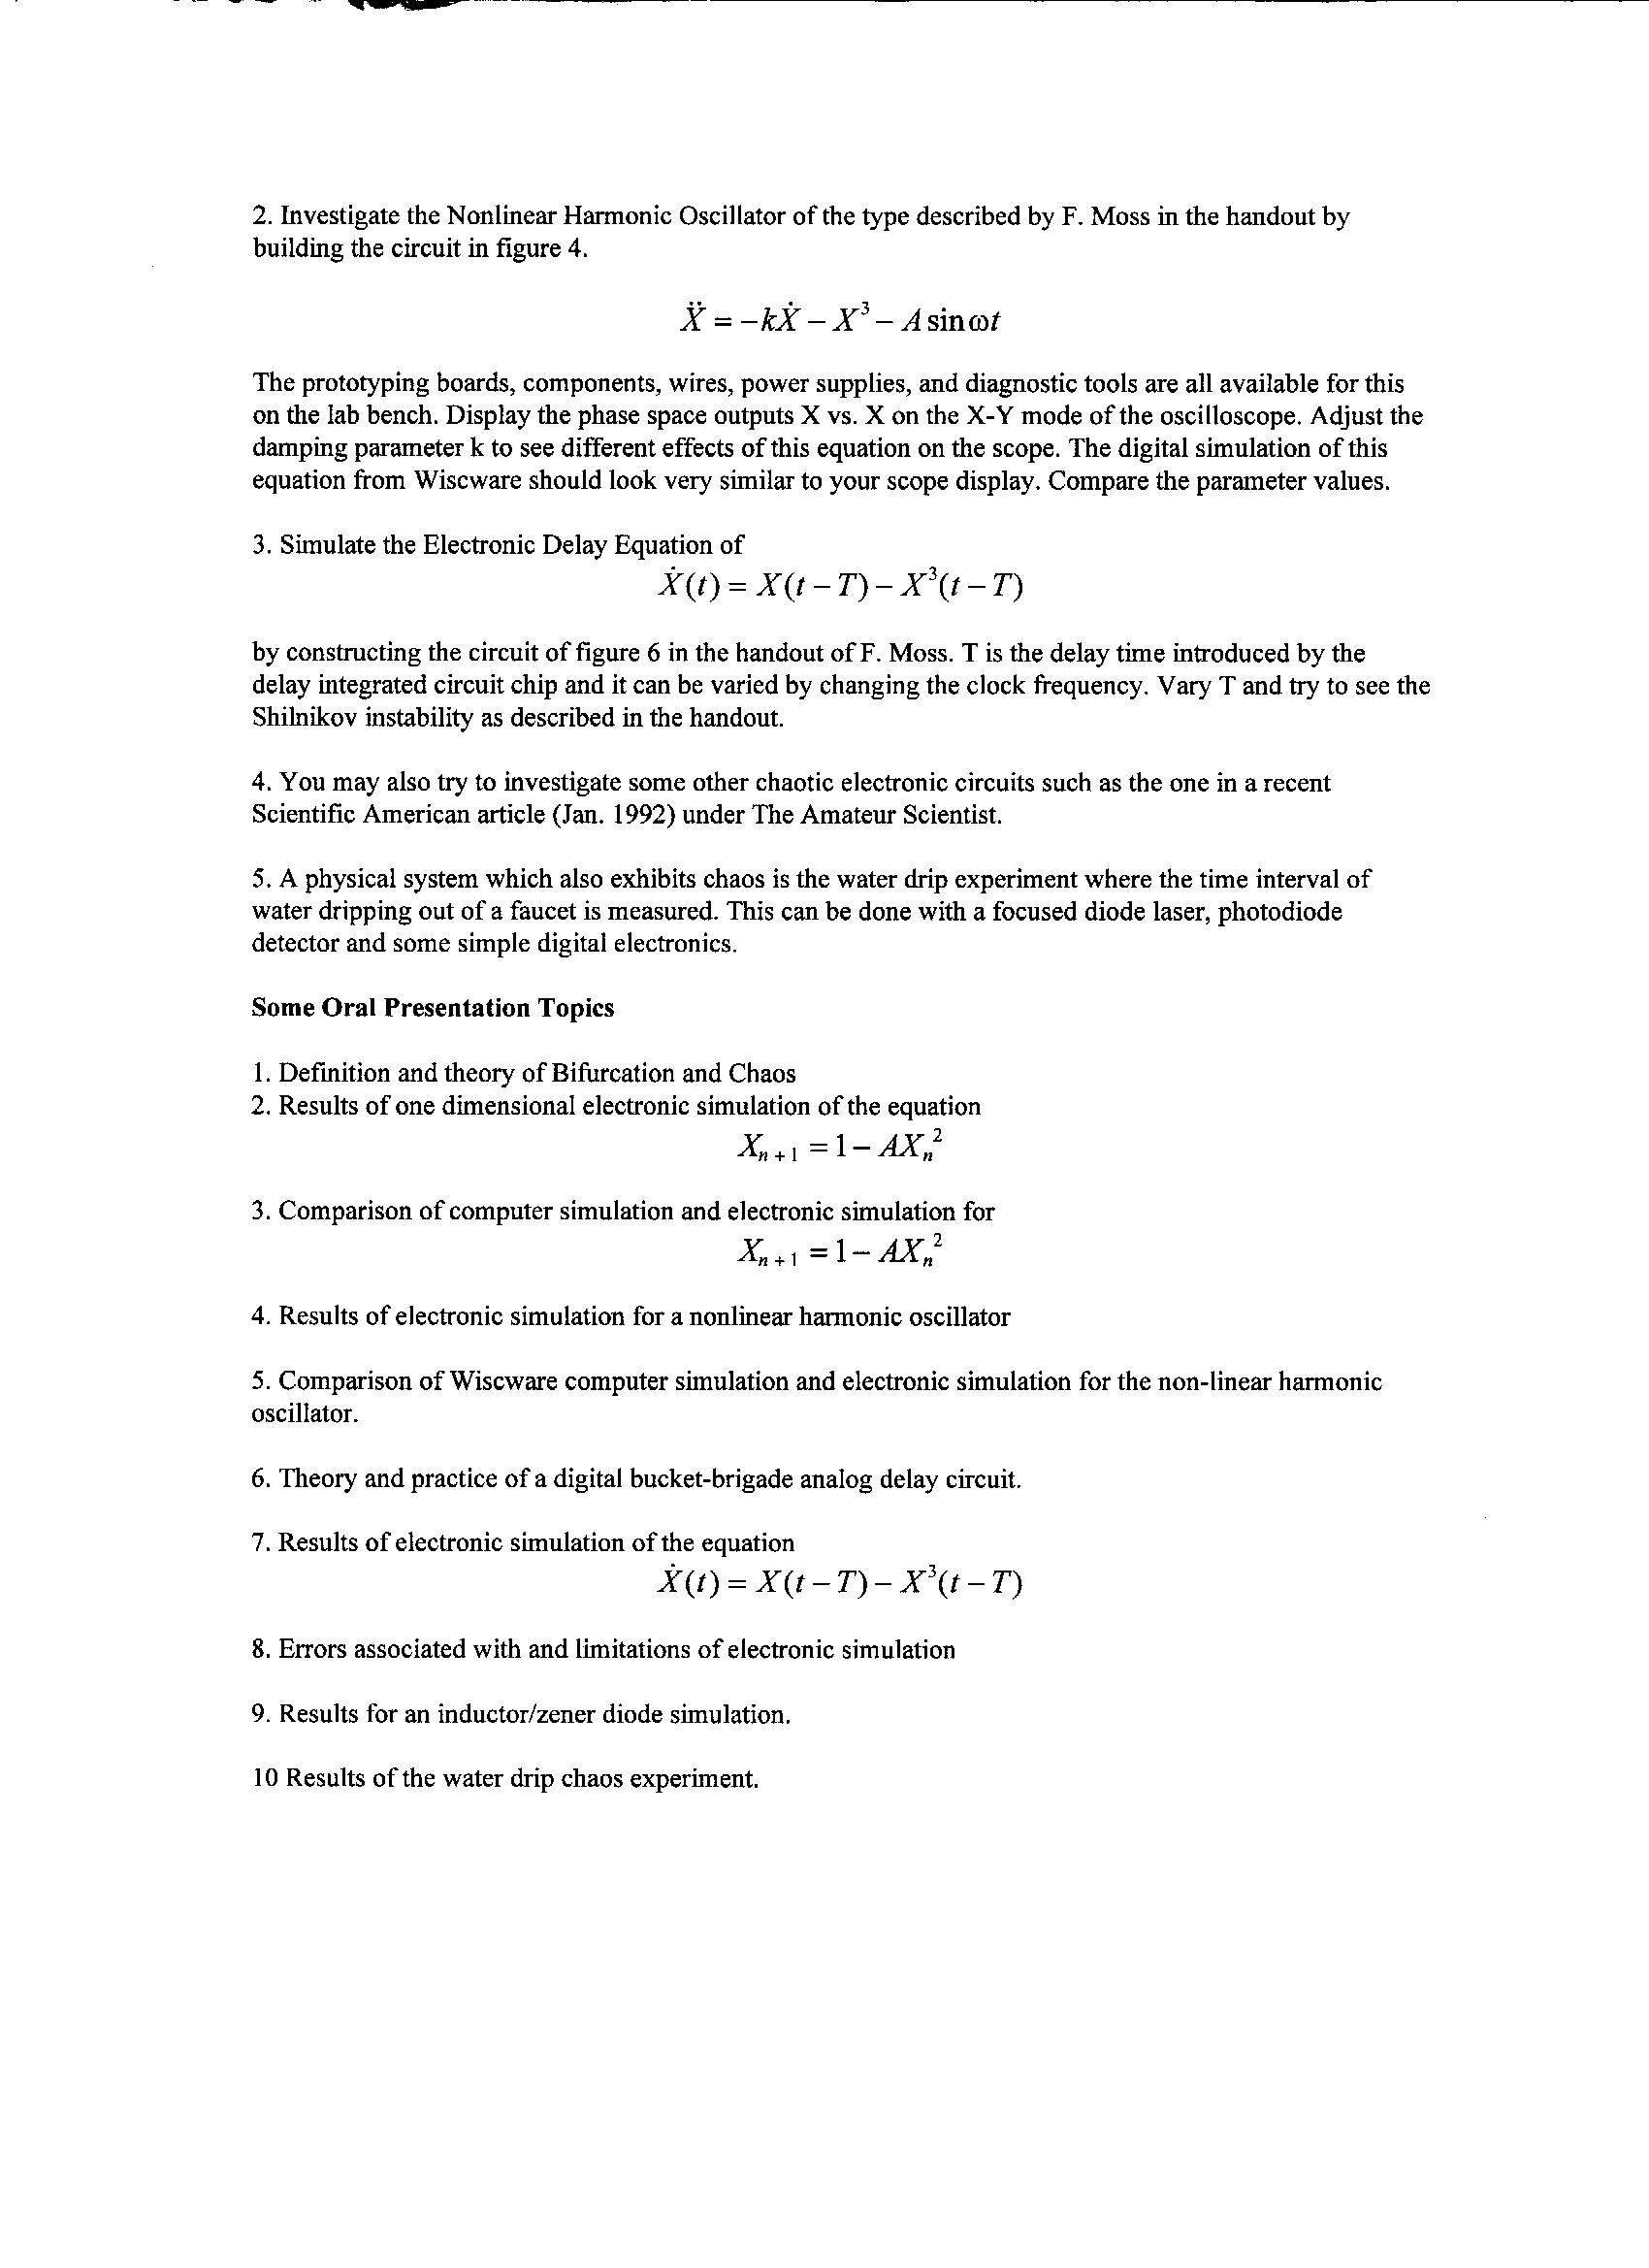 2. Investigate the Nonlinear Harmonic Oscillator of the type described by F. Moss in the handout by
building the circuit in figure 4.
Ẍ = −kẊ − X³ − A sin ωt
The prototyping boards, components, wires, power supplies, and diagnostic tools are all available for this
on the lab bench. Display the phase space outputs X vs. X on the X-Y mode of the oscilloscope. Adjust the
damping parameter k to see different effects of this equation on the scope. The digital simulation of this
equation from Wiscware should look very similar to your scope display. Compare the parameter values.
3. Simulate the Electronic Delay Equation of
Ẋ(t) = X(t − T) − X³(t − T)
by constructing the circuit of figure 6 in the handout of F. Moss. T is the delay time introduced by the
delay integrated circuit chip and it can be varied by changing the clock frequency. Vary T and try to see the
Shilnikov instability as described in the handout.
4. You may also try to investigate some other chaotic electronic circuits such as the one in a recent
Scientific American article (Jan. 1992) under The Amateur Scientist.
5. A physical system which also exhibits chaos is the water drip experiment where the time interval of
water dripping out of a faucet is measured. This can be done with a focused diode laser, photodiode
detector and some simple digital electronics.
Some Oral Presentation Topics
1. Definition and theory of Bifurcation and Chaos
2. Results of one dimensional electronic simulation of the equation
Xₙ₊₁ = 1 − AXₙ²
3. Comparison of computer simulation and electronic simulation for
Xₙ₊₁ = 1 − AXₙ²
4. Results of electronic simulation for a nonlinear harmonic oscillator
5. Comparison of Wiscware computer simulation and electronic simulation for the non-linear harmonic
oscillator.
6. Theory and practice of a digital bucket-brigade analog delay circuit.
7. Results of electronic simulation of the equation
Ẋ(t) = X(t − T) − X³(t − T)
8. Errors associated with and limitations of electronic simulation
9. Results for an inductor/zener diode simulation.
10 Results of the water drip chaos experiment.